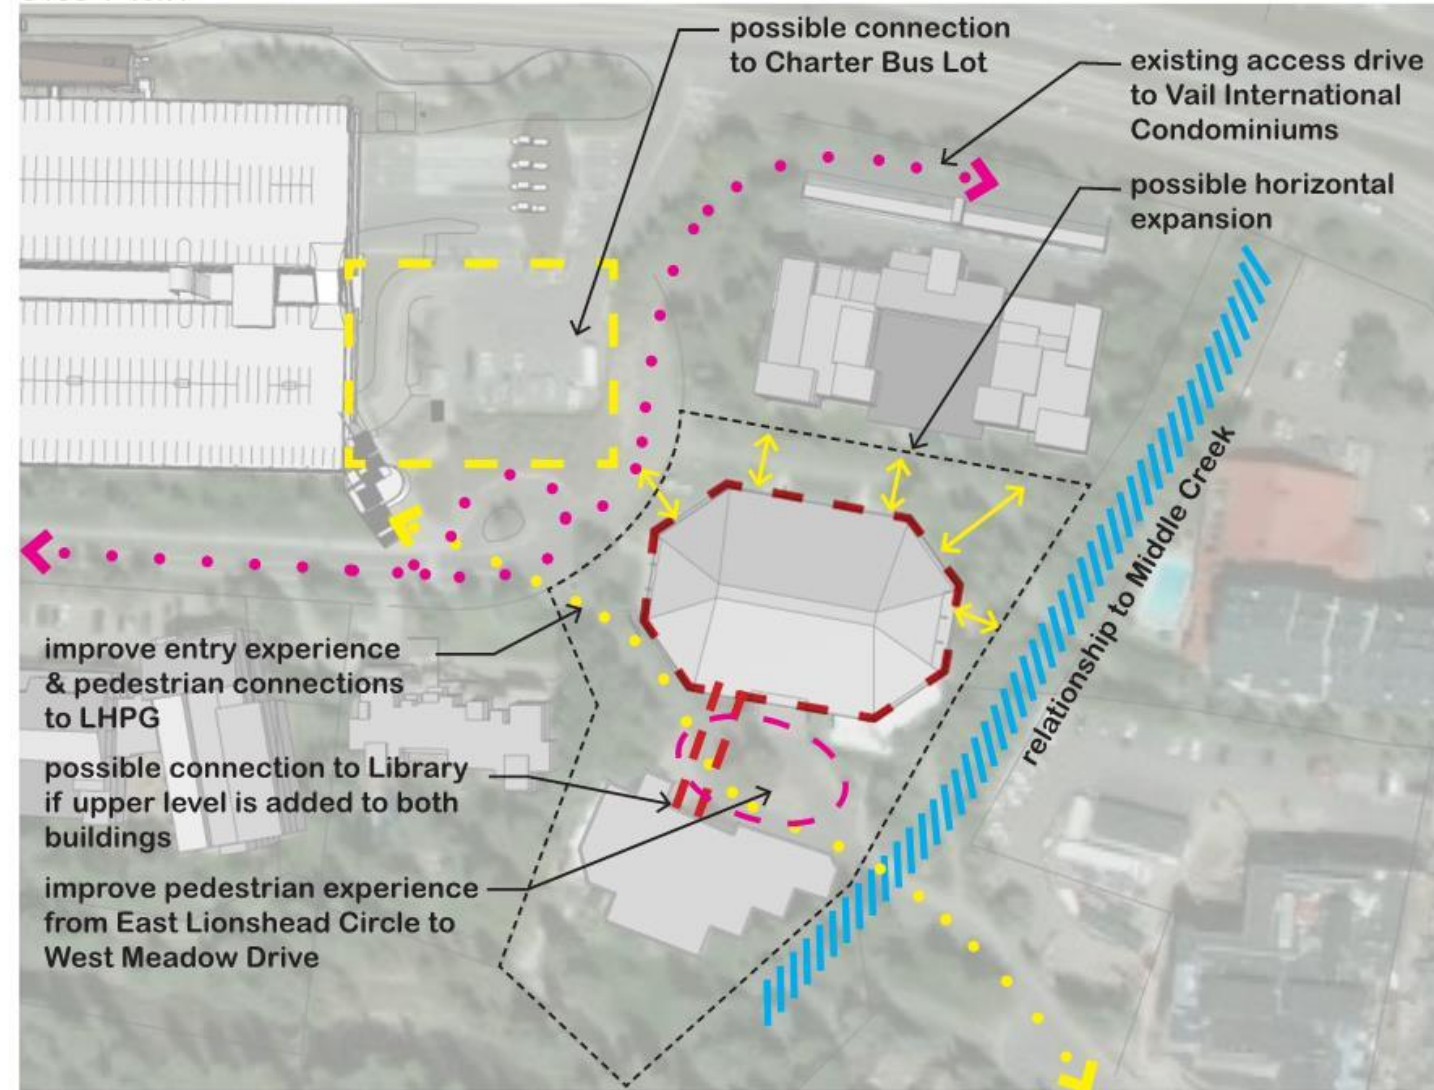 possible connection
to Charter Bus Lot
existing access drive
to Vail International
Condominiums
possible horizontal
expansion
relationship to Middle Creek
improve entry experience
& pedestrian connections
to LHPG
possible connection to Library
if upper level is added to both
buildings
improve pedestrian experience
from East Lionshead Circle to
West Meadow Drive